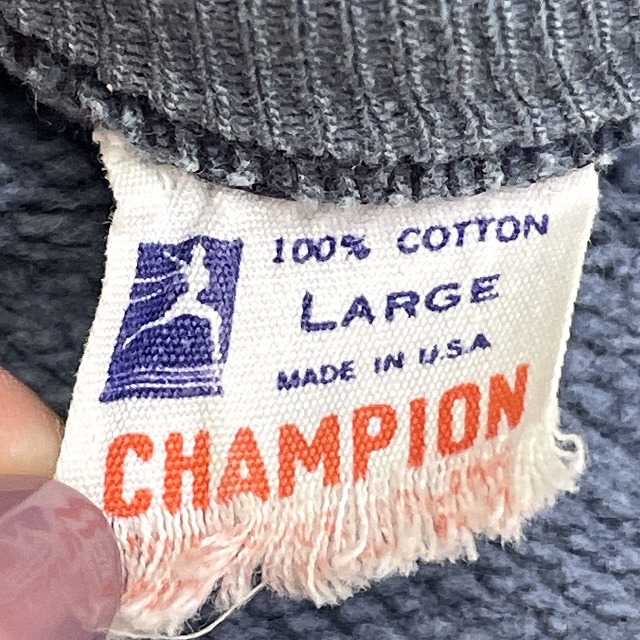 100% COTTON
LARGE
MADE IN U.S.A
CHAMPION